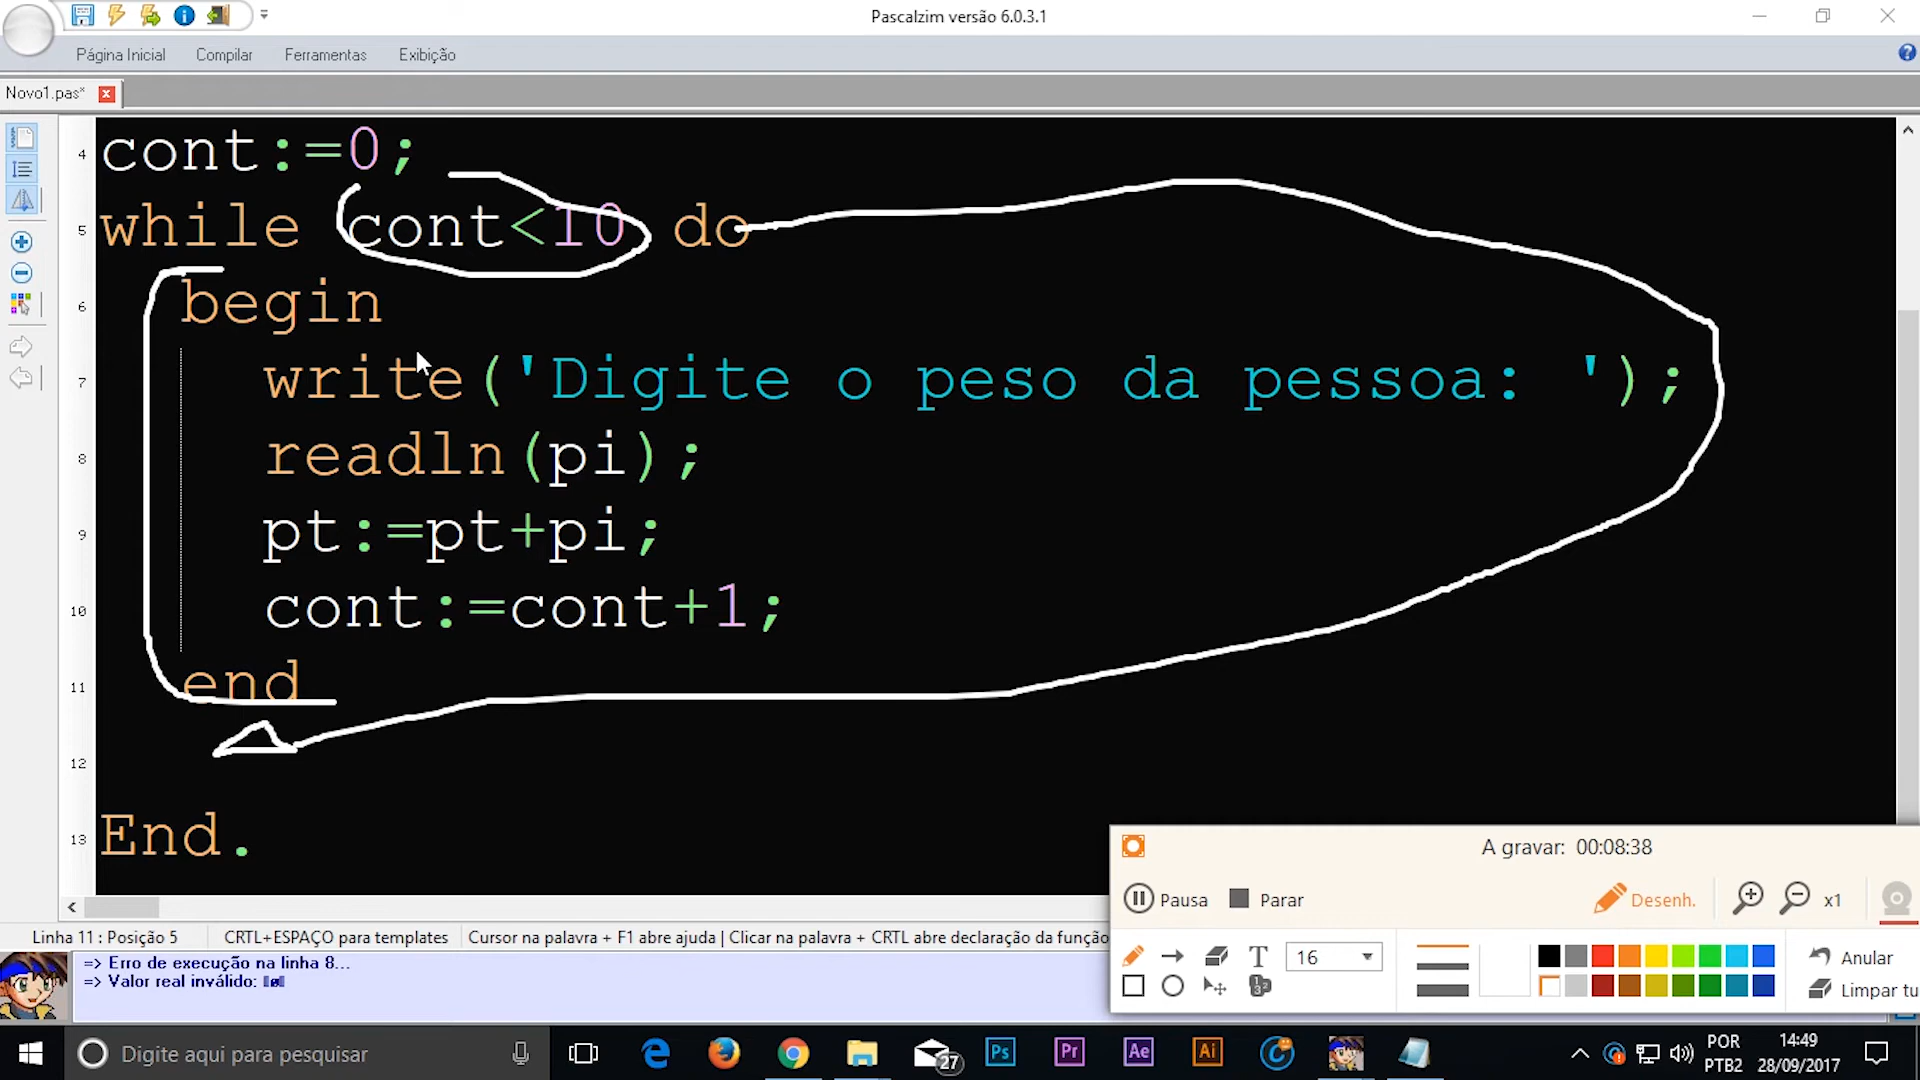 Pascalzim versão 6.0.3.1
Página Inicial Compilar Ferramentas Exibição
Novo1.pas*
4 cont:=0;
5 while cont<10 do
6 begin
7 write('Digite o peso da pessoa: ');
8 readln(pi);
9 pt:=pt+pi;
10 cont:=cont+1;
11 end
12
13 End.
A gravar: 00:08:38
Pausa Parar Desenh. x1
Linha 11 : Posição 5 CRTL+ESPAÇO para templates Cursor na palavra + F1 abre ajuda | Clicar na palavra + CRTL abre declaração da função
T 16 Anular
=> Erro de execução na linha 8...
=> Valor real inválido:
Limpar tu
Digite aqui para pesquisar 27 Ps Pr Ae Ai POR 14:49
PTB2 28/09/2017